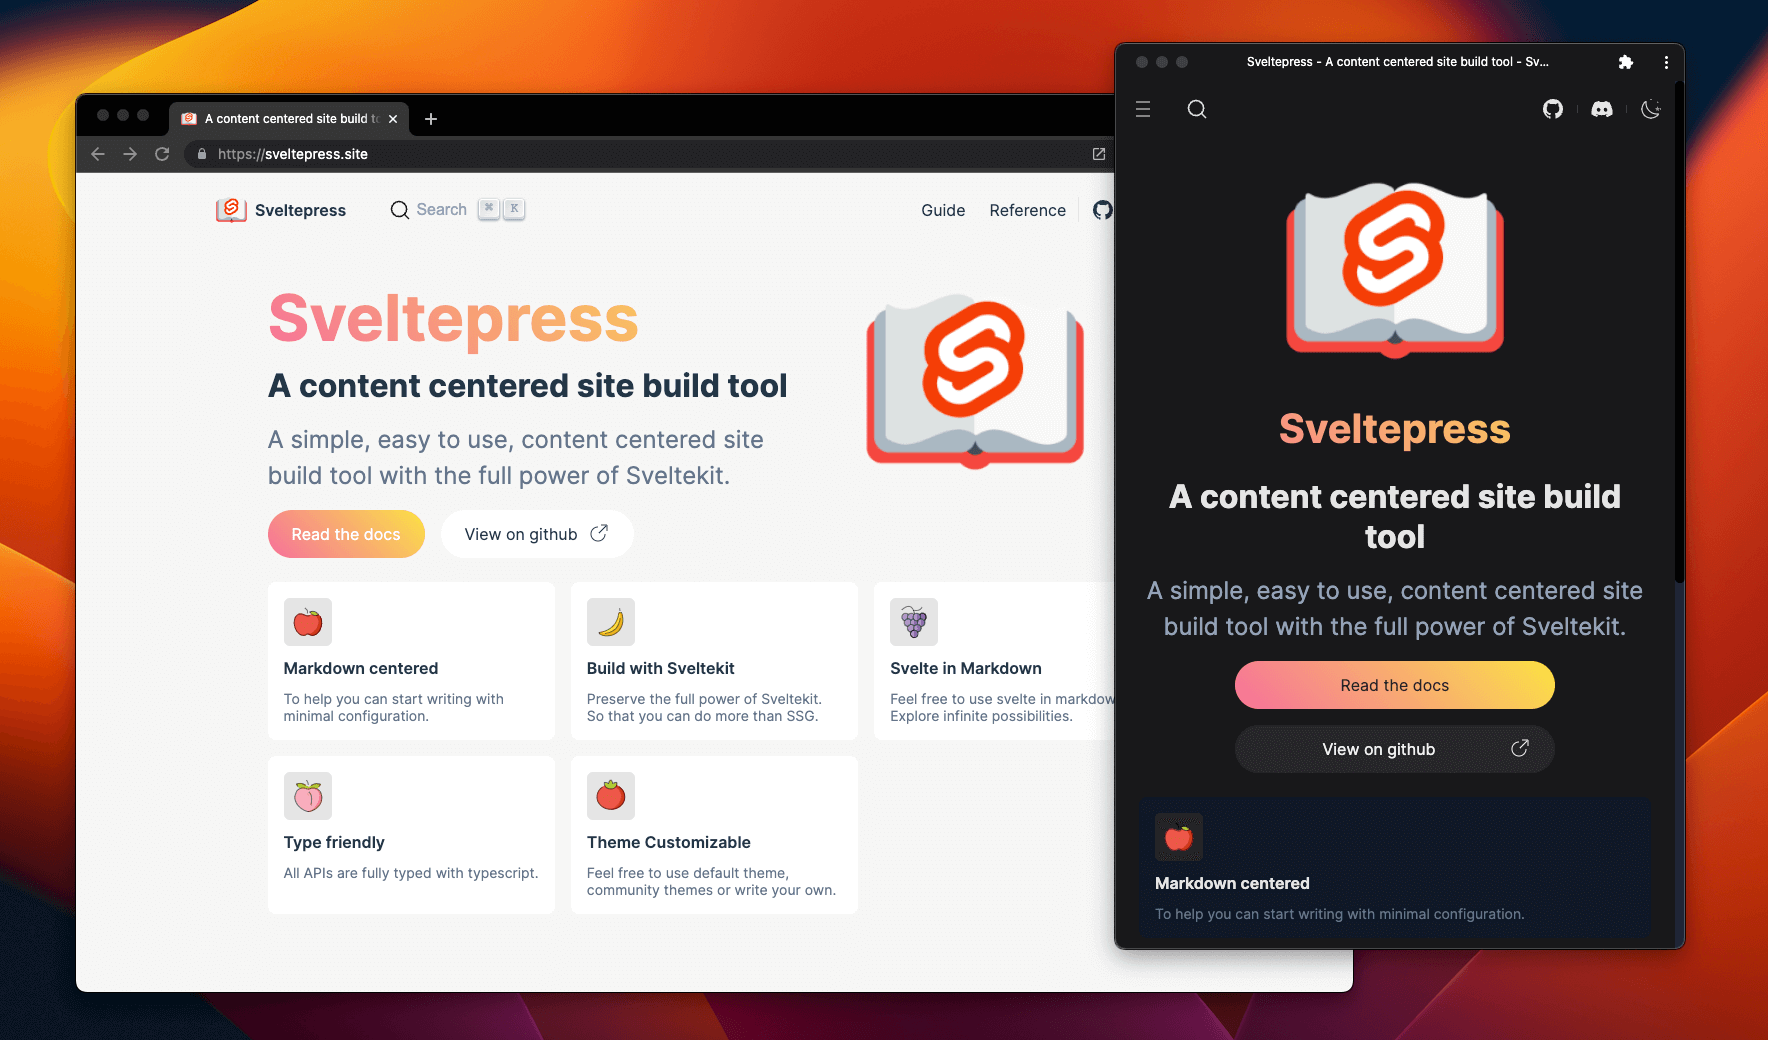 A content centered site build to
https://sveltepress.site
Sveltepress
Search
⌘ K
Guide
Reference
Sveltepress
A content centered site build tool
A simple, easy to use, content centered site
build tool with the full power of Sveltekit.
Read the docs
View on github
Markdown centered
To help you can start writing with
minimal configuration.
Build with Sveltekit
Preserve the full power of Sveltekit.
So that you can do more than SSG.
Svelte in Markdown
Feel free to use svelte in markdow
Explore infinite possibilities.
Type friendly
All APIs are fully typed with typescript.
Theme Customizable
Feel free to use default theme,
community themes or write your own.
Sveltepress - A content centered site build tool - Sv...
Sveltepress
A content centered site build
tool
A simple, easy to use, content centered site
build tool with the full power of Sveltekit.
Read the docs
View on github
Markdown centered
To help you can start writing with minimal configuration.